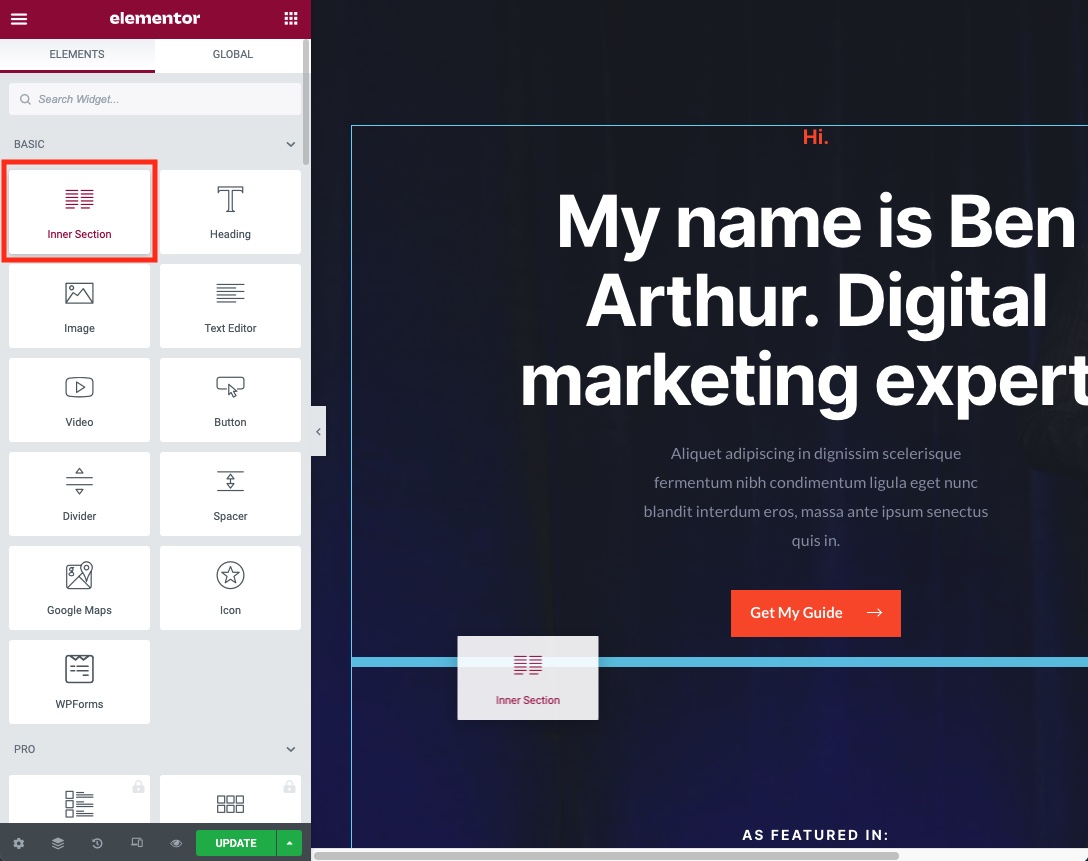 elementor
ELEMENTS
GLOBAL
Search Widget...
BASIC
Inner Section
Heading
Image
Text Editor
Video
Button
Divider
Spacer
Google Maps
Icon
WPForms
PRO
UPDATE
Hi.
My name is Ben
Arthur. Digital
marketing expert
Aliquet adipiscing in dignissim scelerisque
fermentum nibh condimentum ligula eget nunc
blandit interdum eros, massa ante ipsum senectus
quis in.
Get My Guide
Inner Section
AS FEATURED IN: